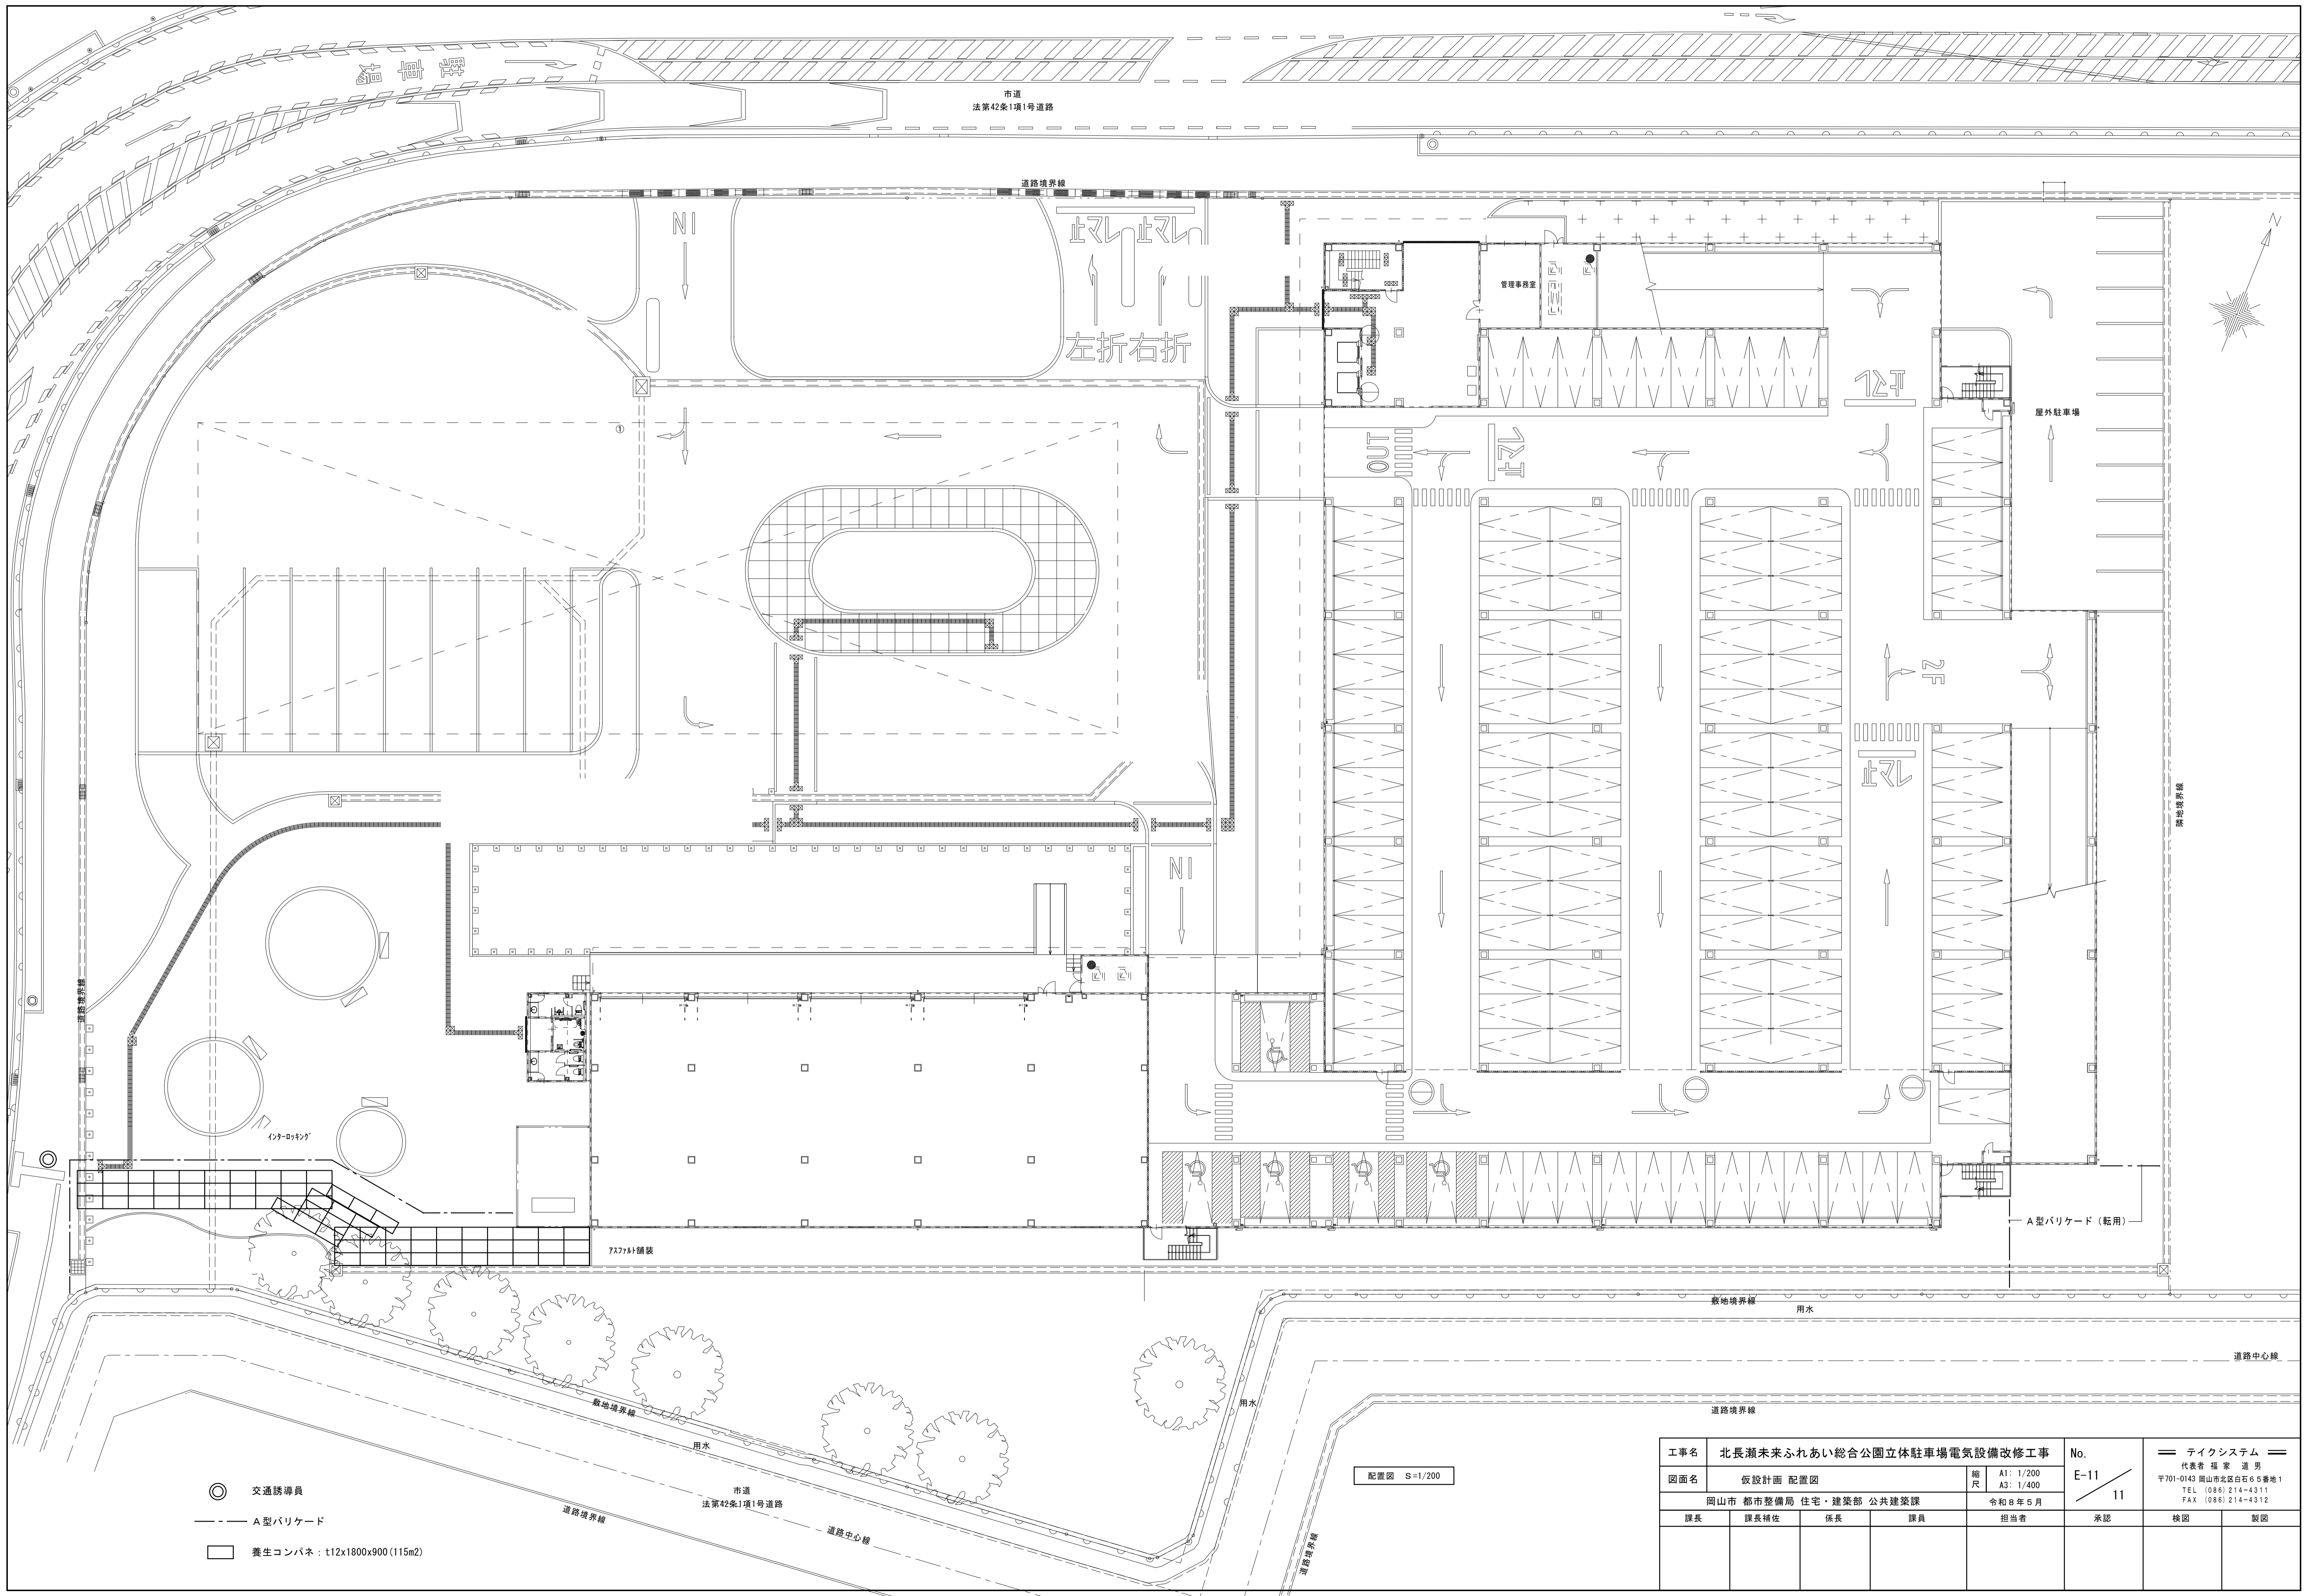 駐車場
市道
法第42条1項1号道路
道路境界線
IN
止マレ
止マレ
左折
右折
管理事務室
N
止マレ
屋外駐車場
①
OUT
止マレ
2F
止マレ
隣地境界線
IN
道路境界線
インターロッキング
アスファルト舗装
A型バリケード（転用）
敷地境界線
用水
道路中心線
道路境界線
敷地境界線
用水
用水
市道
法第42条1項1号道路
道路境界線
道路中心線
道路境界線
交通誘導員
A型バリケード
養生コンパネ：t12x1800x900(115m2)
配置図　S=1/200
工事名 北長瀬未来ふれあい総合公園立体駐車場電気設備改修工事
図面名 仮設計画 配置図
縮尺 A1: 1/200
A3: 1/400
岡山市 都市整備局 住宅・建築部 公共建築課 令和８年５月
課長 課長補佐 係長 課員 担当者 承認 検図 製図
No.
E-11
11
テイクシステム
代表者 福家 道男
〒701-0143 岡山市北区白石６５番地１
TEL (086)214-4311
FAX (086)214-4312